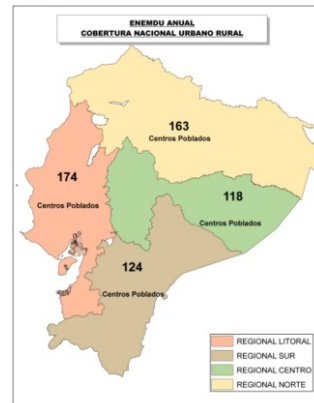 ENEMDU ANUAL
COBERTURA NACIONAL URBANO RURAL
163
Centros Poblados
174
Centros Poblados
118
Centros Poblados
124
Centros Poblados
REGIONAL LITORAL
REGIONAL SUR
REGIONAL CENTRO
REGIONAL NORTE